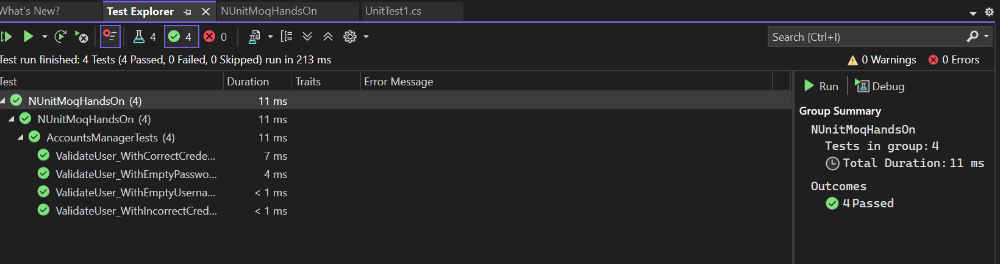 What's New? Test Explorer NUnitMoqHandsOn UnitTest1.cs
4 4 0 Search (Ctrl+I)
Test run finished: 4 Tests (4 Passed, 0 Failed, 0 Skipped) run in 213 ms 0 Warnings 0 Errors
Test Duration Traits Error Message
NUnitMoqHandsOn (4) 11 ms
NUnitMoqHandsOn (4) 11 ms
AccountsManagerTests (4) 11 ms
ValidateUser_WithCorrectCrede... 7 ms
ValidateUser_WithEmptyPasswo... 4 ms
ValidateUser_WithEmptyUserna... < 1 ms
ValidateUser_WithIncorrectCred... < 1 ms
Run Debug
Group Summary
NUnitMoqHandsOn
Tests in group: 4
Total Duration: 11 ms
Outcomes
4 Passed